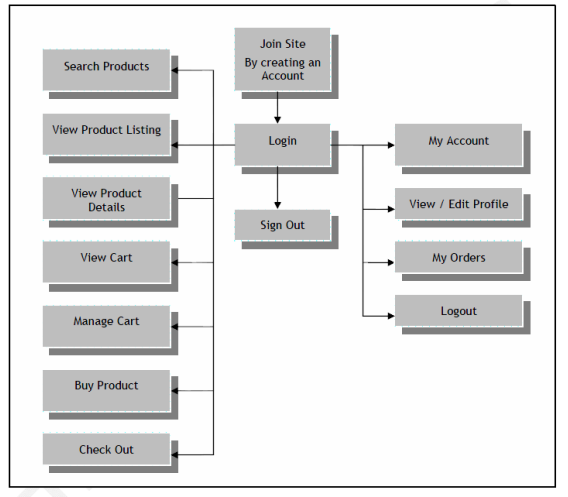 Join Site
By creating an
Account
Search Products
View Product Listing
Login
My Account
View Product
Details
View / Edit Profile
Sign Out
View Cart
My Orders
Manage Cart
Logout
Buy Product
Check Out